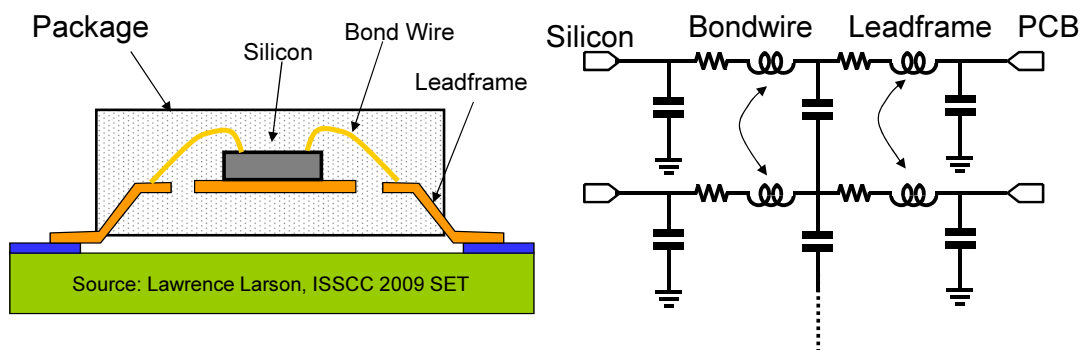 Package
Silicon
Bond Wire
Leadframe
Source: Lawrence Larson, ISSCC 2009 SET
Silicon
Bondwire
Leadframe
PCB